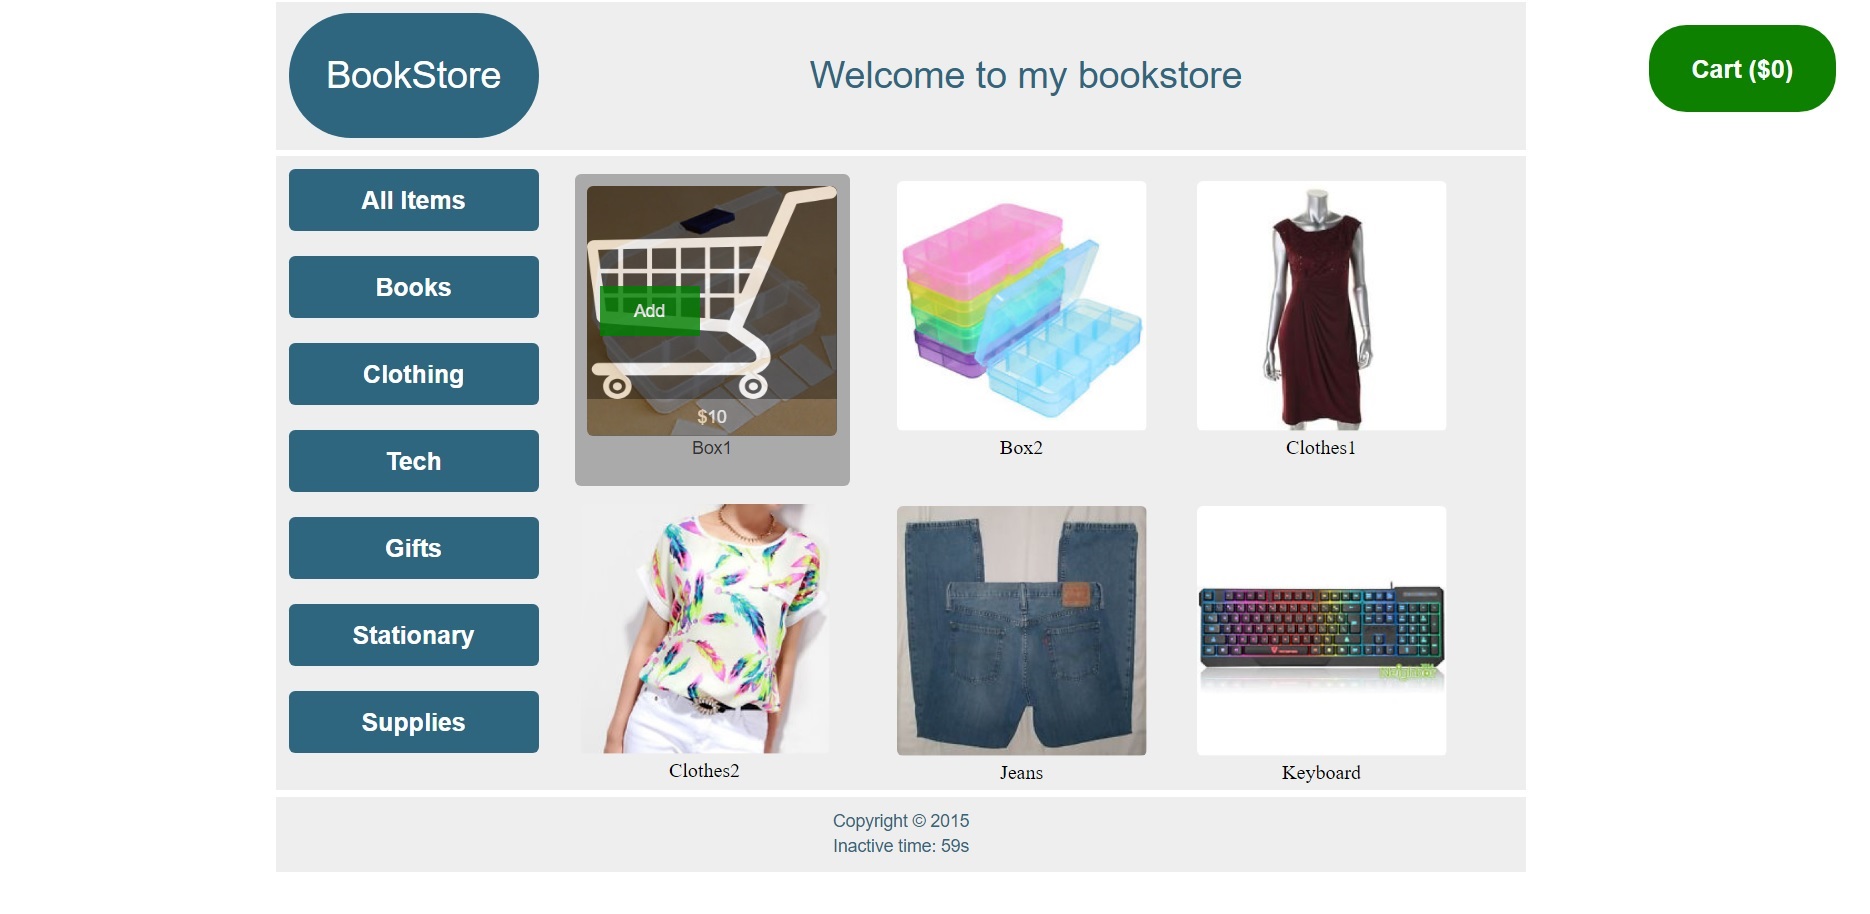 BookStore
Welcome to my bookstore
Cart ($0)
All Items
Books
Clothing
Tech
Gifts
Stationary
Supplies
Add
$10
Box1
Box2
Clothes1
Clothes2
Jeans
Keyboard
Copyright © 2015
Inactive time: 59s